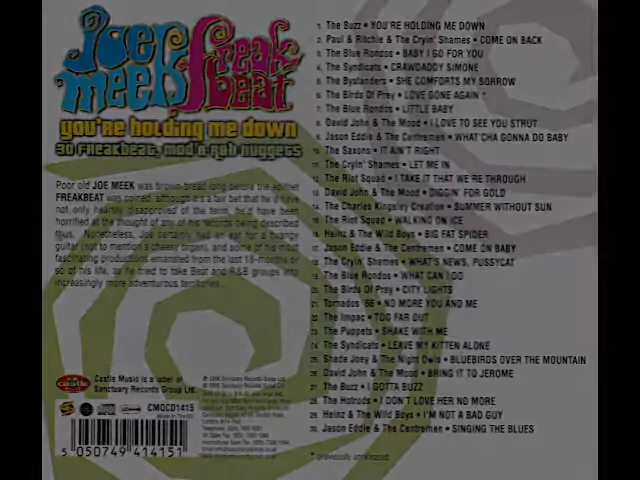 Joe Meek freak beat
you're holding me down
30 FREAKBEAT, MOD & R&B NUGGETS
Poor old JOE MEEK was brown bread long before the epithet
FREAKBEAT was coined, although it's a fair bet that he'd have
not only heartily disapproved of the term, he'd have been
horrified at the thought of any of his records being described
thus. Nonetheless, Joe certainly had an ear for a twangy
guitar (not to mention a cheesy organ), and some of his most
fascinating productions emanated from the last 18-months or
so of his life, as he tried to take Beat and R&B groups into
increasingly more adventurous territories...
1. The Buzz • YOU'RE HOLDING ME DOWN
2. Paul & Ritchie & The Cryin' Shames • COME ON BACK
3. The Blue Rondos • BABY I GO FOR YOU
4. The Syndicats • CRAWDADDY SIMONE
5. The Bystanders • SHE COMFORTS MY SORROW
6. The Birds Of Prey • LOVE GONE AGAIN *
7. The Blue Rondos • LITTLE BABY
8. David John & The Mood • I LOVE TO SEE YOU STRUT
9. Jason Eddie & The Centremen • WHAT'CHA GONNA DO BABY
10. The Saxons • IT AIN'T RIGHT
11. The Cryin' Shames • LET ME IN
12. The Riot Squad • I TAKE IT THAT WE'RE THROUGH
13. David John & The Mood • DIGGIN' FOR GOLD
14. The Charles Kingsley Creation • SUMMER WITHOUT SUN
15. The Riot Squad • WALKING ON ICE
16. Heinz & The Wild Boys • BIG FAT SPIDER
17. Jason Eddie & The Centremen • COME ON BABY
18. The Cryin' Shames • WHAT'S NEWS, PUSSYCAT
19. The Blue Rondos • WHAT CAN I DO
20. The Birds Of Prey • CITY LIGHTS
21. Tornados '66 • NO MORE YOU AND ME
22. The Impac • TOO FAR OUT
23. The Puppets • SHAKE WITH ME
24. The Syndicats • LEAVE MY KITTEN ALONE
25. Shade Joey & The Night Owls • BLUEBIRDS OVER THE MOUNTAIN
26. David John & The Mood • BRING IT TO JEROME
27. The Buzz • I GOTTA BUZZ
28. The Hotrods • I DON'T LOVE HER NO MORE
29. Heinz & The Wild Boys • I'M NOT A BAD GUY
30. Jason Eddie & The Centremen • SINGING THE BLUES
* previously unreleased
castle
Castle Music is a label of
Sanctuary Records Group Ltd.
CMQCD1415
5 050749 414151